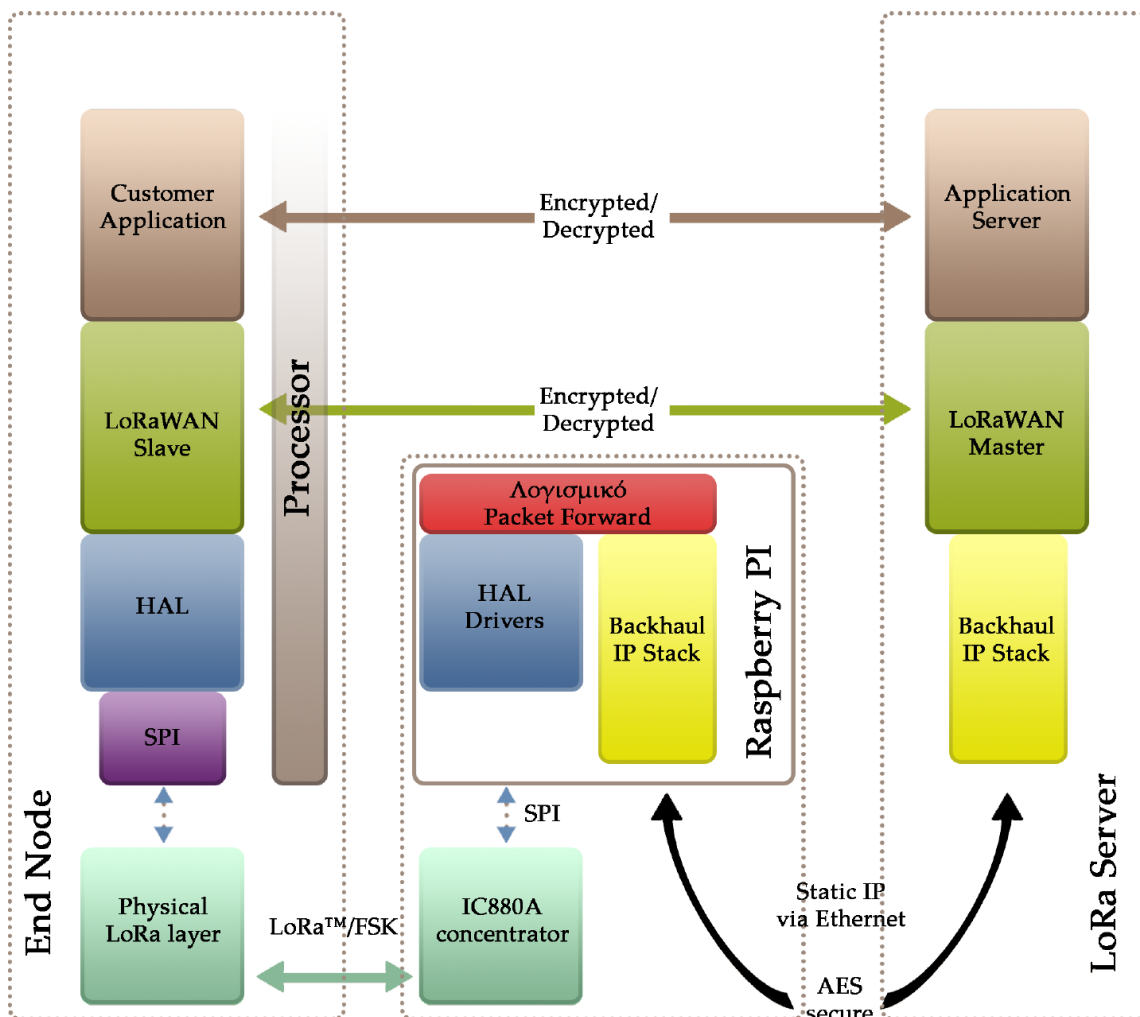 Customer
Application
Encrypted/
Decrypted
Application
Server
LoRaWAN
Slave
Processor
Encrypted/
Decrypted
LoRaWAN
Master
Λογισμικό
Packet Forward
HAL
HAL
Drivers
Backhaul
IP Stack
Raspberry PI
Backhaul
IP Stack
SPI
SPI
End Node
Physical
LoRa layer
LoRa™/FSK
IC880A
concentrator
Static IP
via Ethernet
AES
secure
LoRa Server